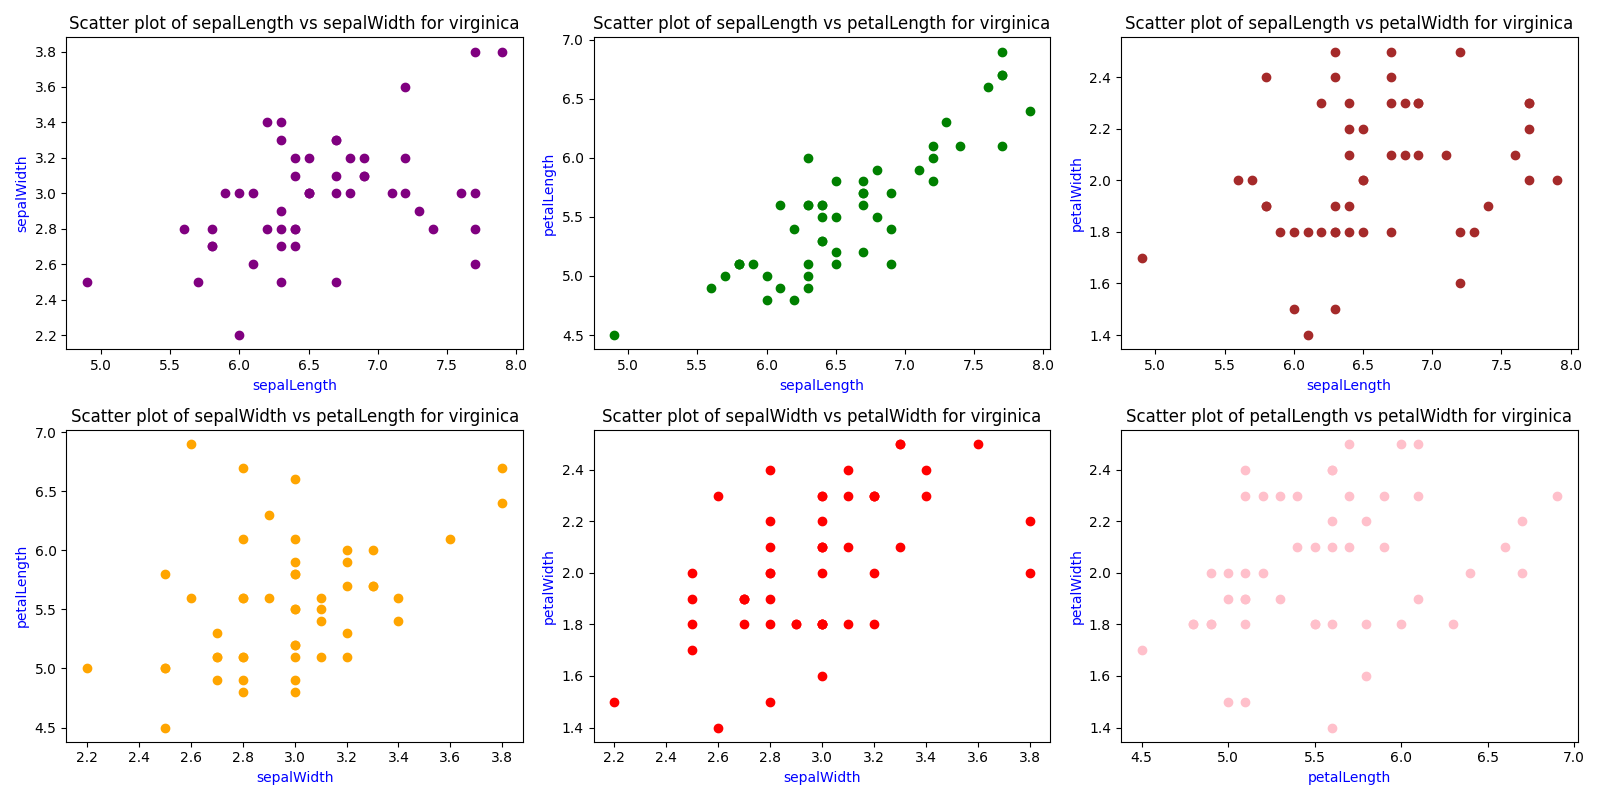 Scatter plot of sepalLength vs sepalWidth for virginica
3.8
3.6
3.4
3.2
3.0
2.8
2.6
2.4
2.2
sepalWidth
5.0 5.5 6.0 6.5 7.0 7.5 8.0
sepalLength
Scatter plot of sepalLength vs petalLength for virginica
7.0
6.5
6.0
5.5
5.0
4.5
petalLength
5.0 5.5 6.0 6.5 7.0 7.5 8.0
sepalLength
Scatter plot of sepalLength vs petalWidth for virginica
2.4
2.2
2.0
1.8
1.6
1.4
petalWidth
5.0 5.5 6.0 6.5 7.0 7.5 8.0
sepalLength
Scatter plot of sepalWidth vs petalLength for virginica
7.0
6.5
6.0
5.5
5.0
4.5
petalLength
2.2 2.4 2.6 2.8 3.0 3.2 3.4 3.6 3.8
sepalWidth
Scatter plot of sepalWidth vs petalWidth for virginica
2.4
2.2
2.0
1.8
1.6
1.4
petalWidth
2.2 2.4 2.6 2.8 3.0 3.2 3.4 3.6 3.8
sepalWidth
Scatter plot of petalLength vs petalWidth for virginica
2.4
2.2
2.0
1.8
1.6
1.4
petalWidth
4.5 5.0 5.5 6.0 6.5 7.0
petalLength